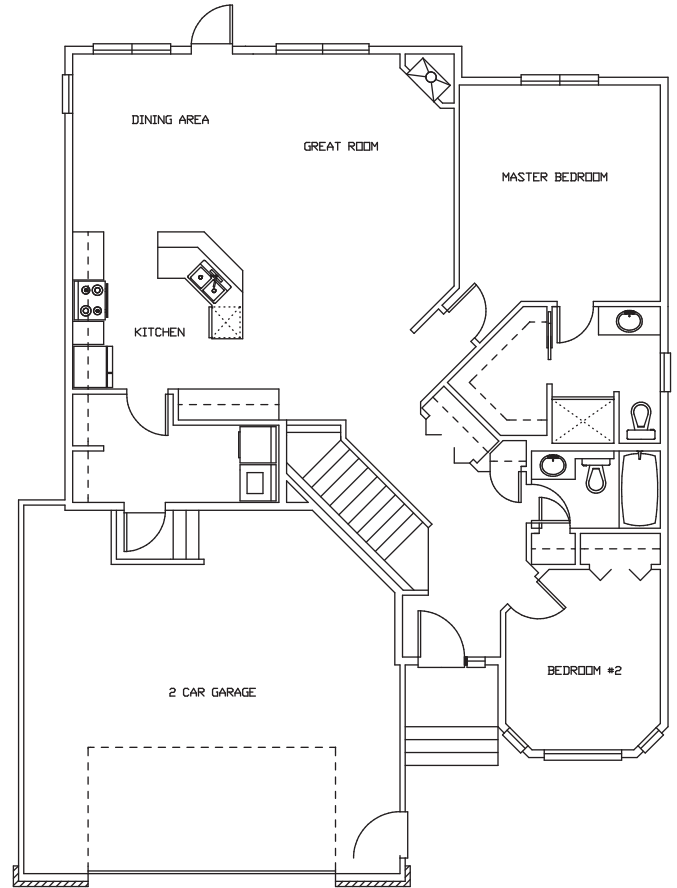 DINING AREA
GREAT ROOM
MASTER BEDROOM
KITCHEN
BEDROOM #2
2 CAR GARAGE